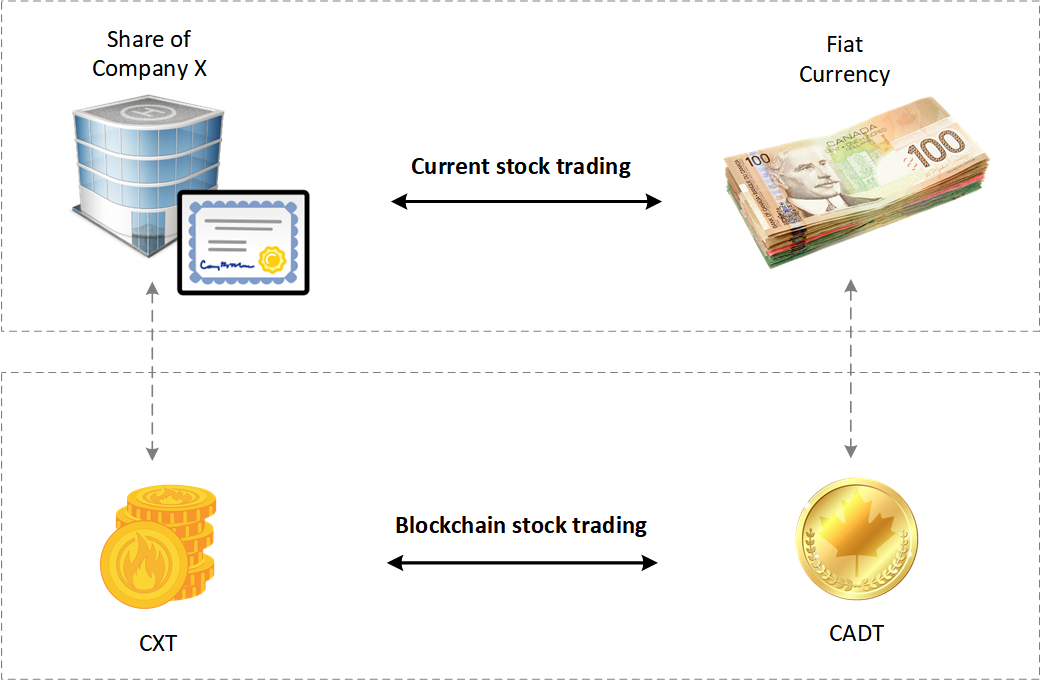 Share of
Company X
Fiat
Currency
Current stock trading
CANADA
100
100
Blockchain stock trading
CXT
CADT